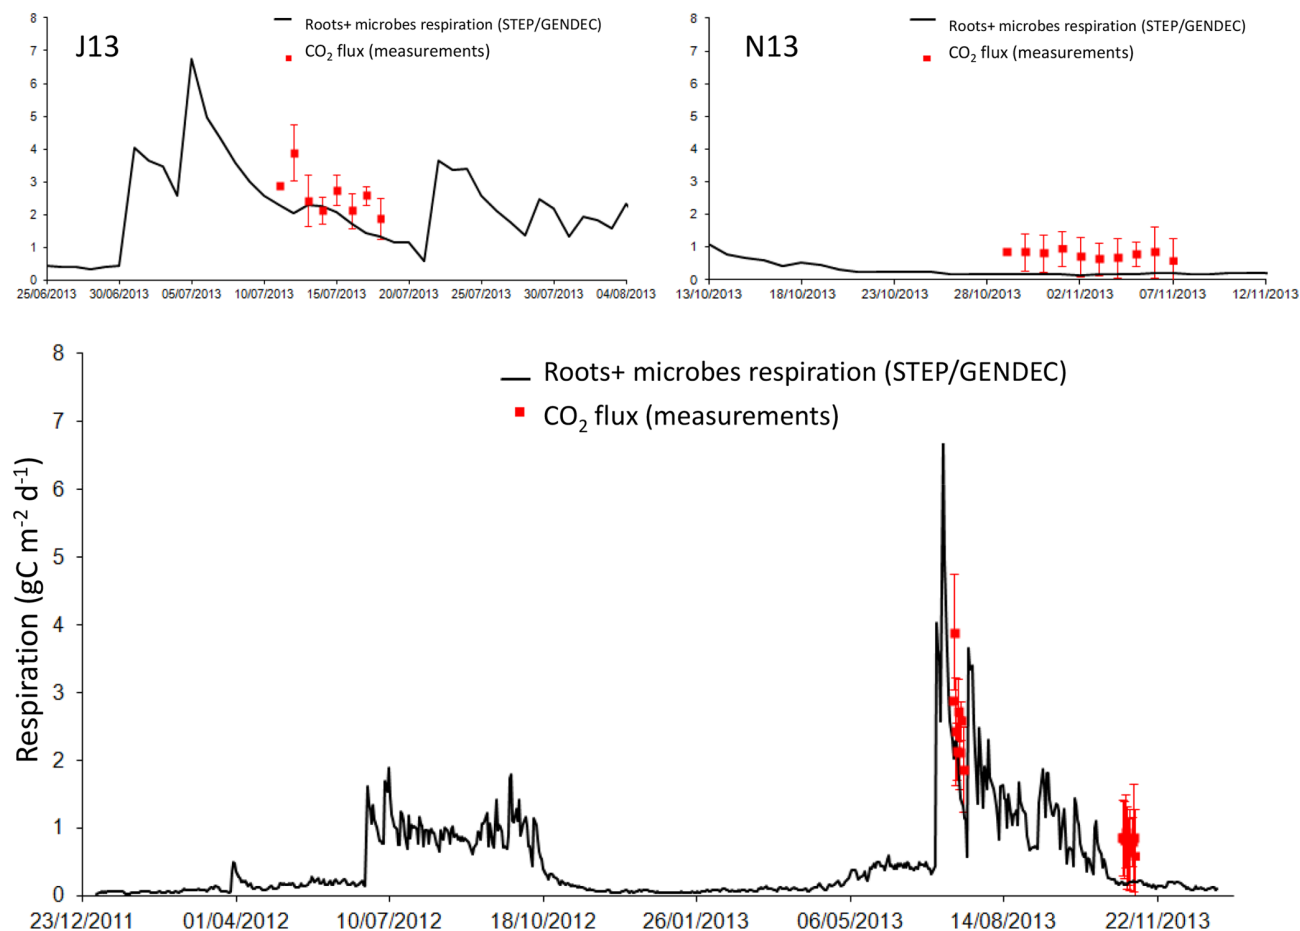 J13
Roots+ microbes respiration (STEP/GENDEC)
CO2 flux (measurements)
8
7
6
5
4
3
2
1
0
25/06/2013 30/06/2013 05/07/2013 10/07/2013 15/07/2013 20/07/2013 25/07/2013 30/07/2013 04/08/2013
N13
Roots+ microbes respiration (STEP/GENDEC)
CO2 flux (measurements)
8
7
6
5
4
3
2
1
0
13/10/2013 18/10/2013 23/10/2013 28/10/2013 02/11/2013 07/11/2013 12/11/2013
Roots+ microbes respiration (STEP/GENDEC)
CO2 flux (measurements)
Respiration (gC m-2 d-1)
8
7
6
5
4
3
2
1
0
23/12/2011 01/04/2012 10/07/2012 18/10/2012 26/01/2013 06/05/2013 14/08/2013 22/11/2013